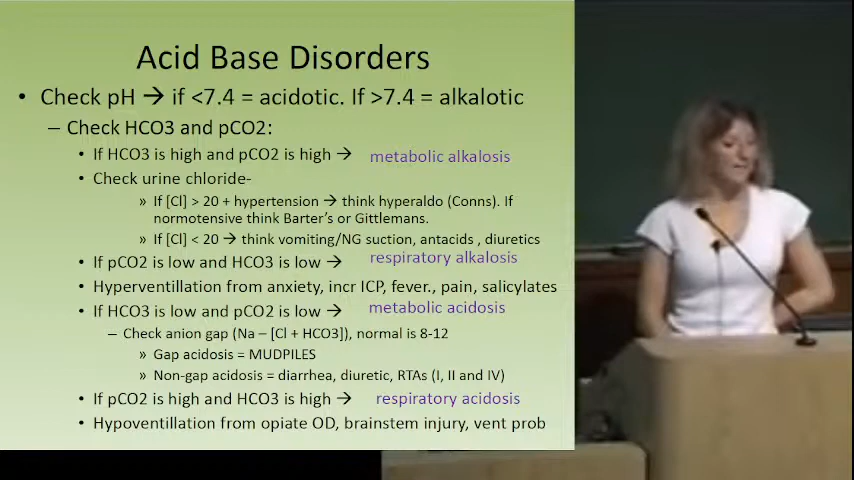 Acid Base Disorders
• Check pH → if <7.4 = acidotic. If >7.4 = alkalotic
– Check HCO3 and pCO2:
• If HCO3 is high and pCO2 is high → metabolic alkalosis
• Check urine chloride-
» If [Cl] > 20 + hypertension → think hyperaldo (Conns). If
normotensive think Barter's or Gittlemans.
» If [Cl] < 20 → think vomiting/NG suction, antacids , diuretics
• If pCO2 is low and HCO3 is low → respiratory alkalosis
• Hyperventillation from anxiety, incr ICP, fever., pain, salicylates
• If HCO3 is low and pCO2 is low → metabolic acidosis
– Check anion gap (Na – [Cl + HCO3]), normal is 8-12
» Gap acidosis = MUDPILES
» Non-gap acidosis = diarrhea, diuretic, RTAs (I, II and IV)
• If pCO2 is high and HCO3 is high → respiratory acidosis
• Hypoventillation from opiate OD, brainstem injury, vent prob